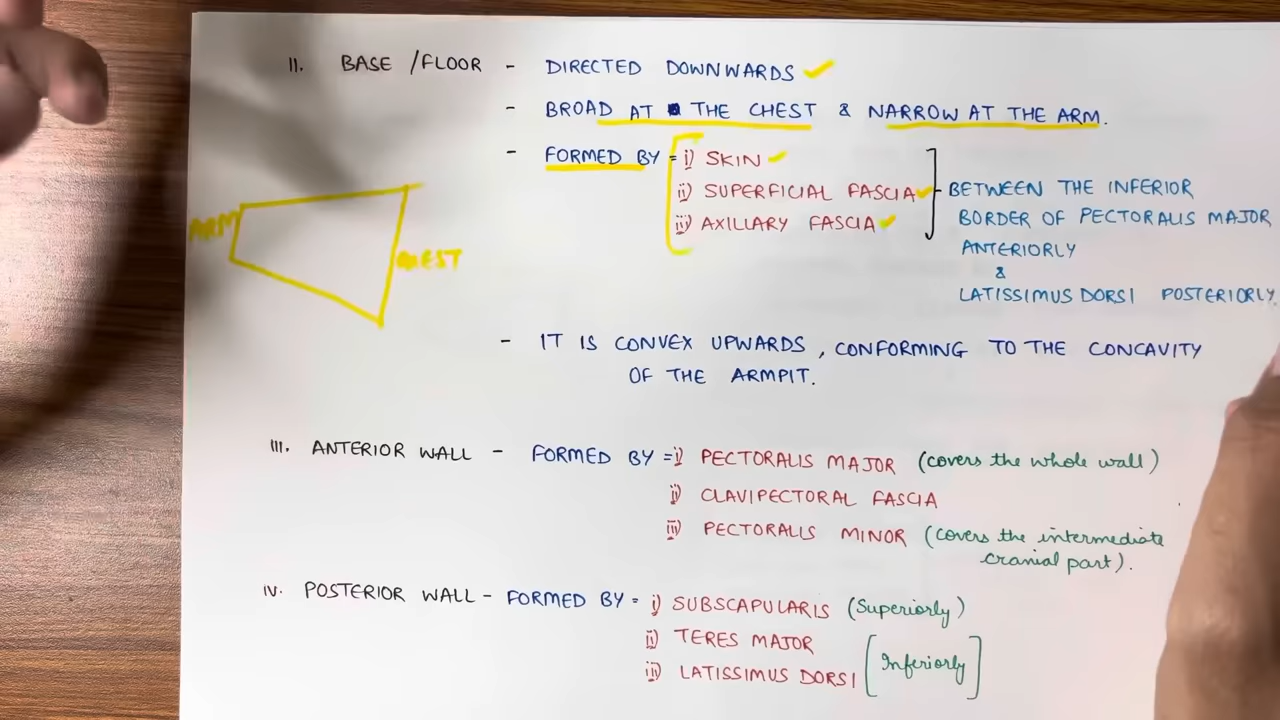 II. BASE /FLOOR - DIRECTED DOWNWARDS
- BROAD AT THE CHEST & NARROW AT THE ARM.
- FORMED BY = i) SKIN
ii) SUPERFICIAL FASCIA
iii) AXILLARY FASCIA
BETWEEN THE INFERIOR
BORDER OF PECTORALIS MAJOR
ANTERIORLY
&
LATISSIMUS DORSI POSTERIORLY
ARM
CHEST
- IT IS CONVEX UPWARDS, CONFORMING TO THE CONCAVITY
OF THE ARMPIT.
III. ANTERIOR WALL - FORMED BY = i) PECTORALIS MAJOR (covers the whole wall)
ii) CLAVIPECTORAL FASCIA
iii) PECTORALIS MINOR (covers the intermediate
cranial part).
IV. POSTERIOR WALL - FORMED BY = i) SUBSCAPULARIS (Superiorly)
ii) TERES MAJOR
iii) LATISSIMUS DORSI
[Inferiorly]